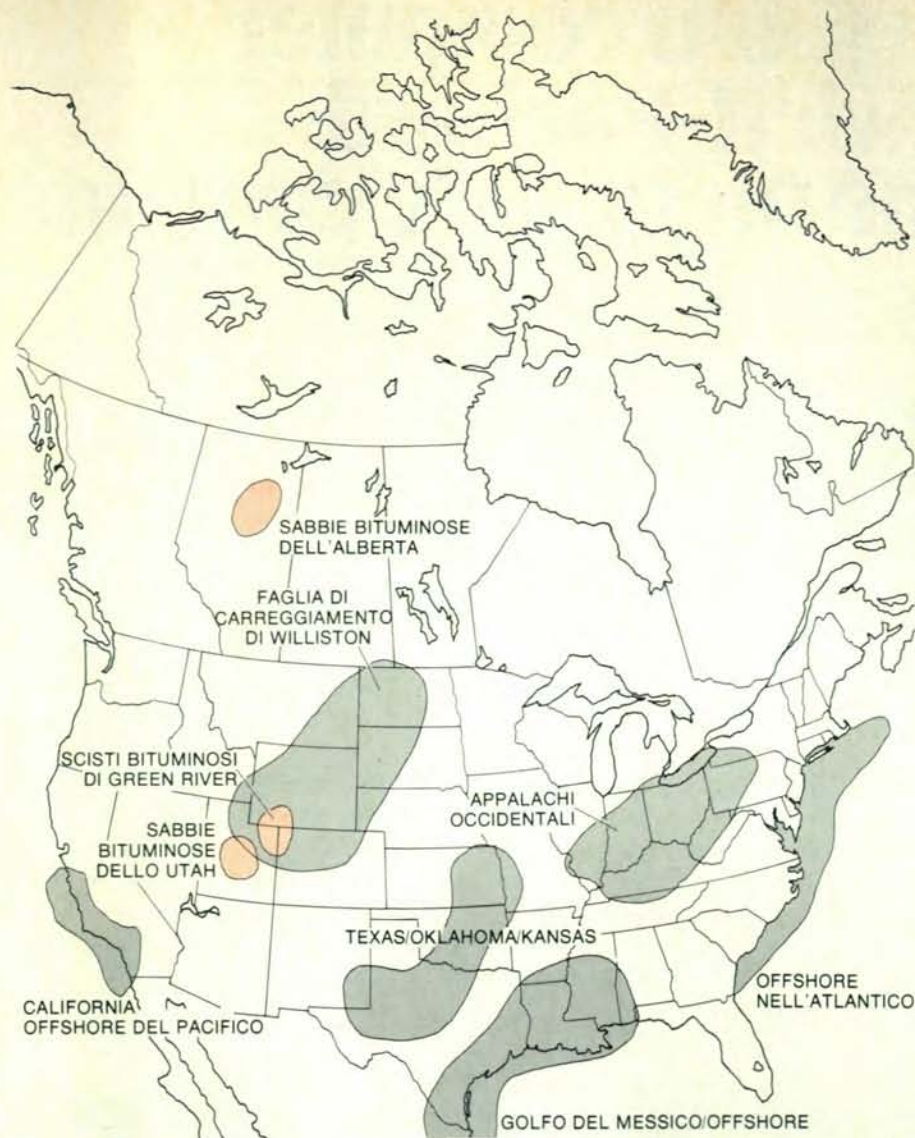 SABBIE BITUMINOSE
DELL'ALBERTA
FAGLIA DI
CARREGGIAMENTO
DI WILLISTON
SCISTI BITUMINOSI
DI GREEN RIVER
SABBIE
BITUMINOSE
DELLO UTAH
APPALACHI
OCCIDENTALI
TEXAS/OKLAHOMA/KANSAS
CALIFORNIA
OFFSHORE DEL PACIFICO
OFFSHORE
NELL'ATLANTICO
GOLFO DEL MESSICO/OFFSHORE